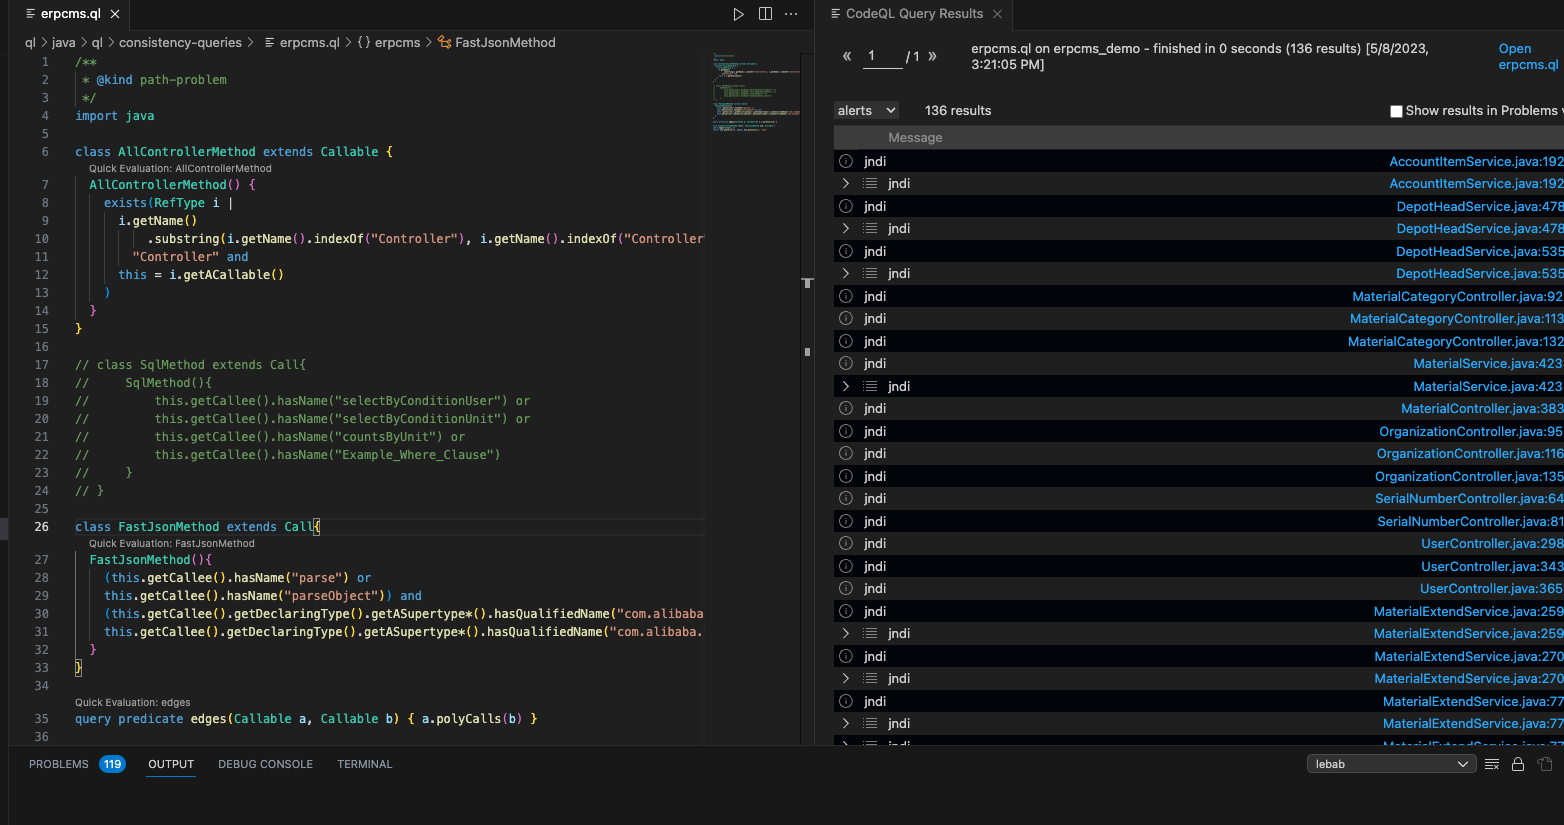 erpcms.ql
ql > java > ql > consistency-queries > erpcms.ql > {} erpcms > FastJsonMethod
1 /**
2 * @kind path-problem
3 */
4 import java
5
6 class AllControllerMethod extends Callable {
Quick Evaluation: AllControllerMethod
7 AllControllerMethod() {
8 exists(RefType i |
9 i.getName()
10 .substring(i.getName().indexOf("Controller"), i.getName().indexOf("Controller"
11 "Controller" and
12 this = i.getACallable()
13 )
14 }
15 }
16
17 // class SqlMethod extends Call{
18 // SqlMethod(){
19 // this.getCallee().hasName("selectByConditionUser") or
20 // this.getCallee().hasName("selectByConditionUnit") or
21 // this.getCallee().hasName("countsByUnit") or
22 // this.getCallee().hasName("Example_Where_Clause")
23 // }
24 // }
25
26 class FastJsonMethod extends Call{
Quick Evaluation: FastJsonMethod
27 FastJsonMethod(){
28 (this.getCallee().hasName("parse") or
29 this.getCallee().hasName("parseObject")) and
30 (this.getCallee().getDeclaringType().getASupertype*().hasQualifiedName("com.alibaba
31 this.getCallee().getDeclaringType().getASupertype*().hasQualifiedName("com.alibaba.
32 }
33 }
34
Quick Evaluation: edges
35 query predicate edges(Callable a, Callable b) { a.polyCalls(b) }
36
CodeQL Query Results
« 1 / 1 »
erpcms.ql on erpcms_demo - finished in 0 seconds (136 results) [5/8/2023,
3:21:05 PM]
Open
erpcms.ql
alerts 136 results Show results in Problems
Message
jndi AccountItemService.java:192
jndi AccountItemService.java:192
jndi DepotHeadService.java:478
jndi DepotHeadService.java:478
jndi DepotHeadService.java:535
jndi DepotHeadService.java:535
jndi MaterialCategoryController.java:92
jndi MaterialCategoryController.java:113
jndi MaterialCategoryController.java:132
jndi MaterialService.java:423
jndi MaterialService.java:423
jndi MaterialController.java:383
jndi OrganizationController.java:95
jndi OrganizationController.java:116
jndi OrganizationController.java:135
jndi SerialNumberController.java:64
jndi SerialNumberController.java:81
jndi UserController.java:298
jndi UserController.java:343
jndi UserController.java:365
jndi MaterialExtendService.java:259
jndi MaterialExtendService.java:259
jndi MaterialExtendService.java:270
jndi MaterialExtendService.java:270
jndi MaterialExtendService.java:77
jndi MaterialExtendService.java:77
PROBLEMS 119 OUTPUT DEBUG CONSOLE TERMINAL
lebab